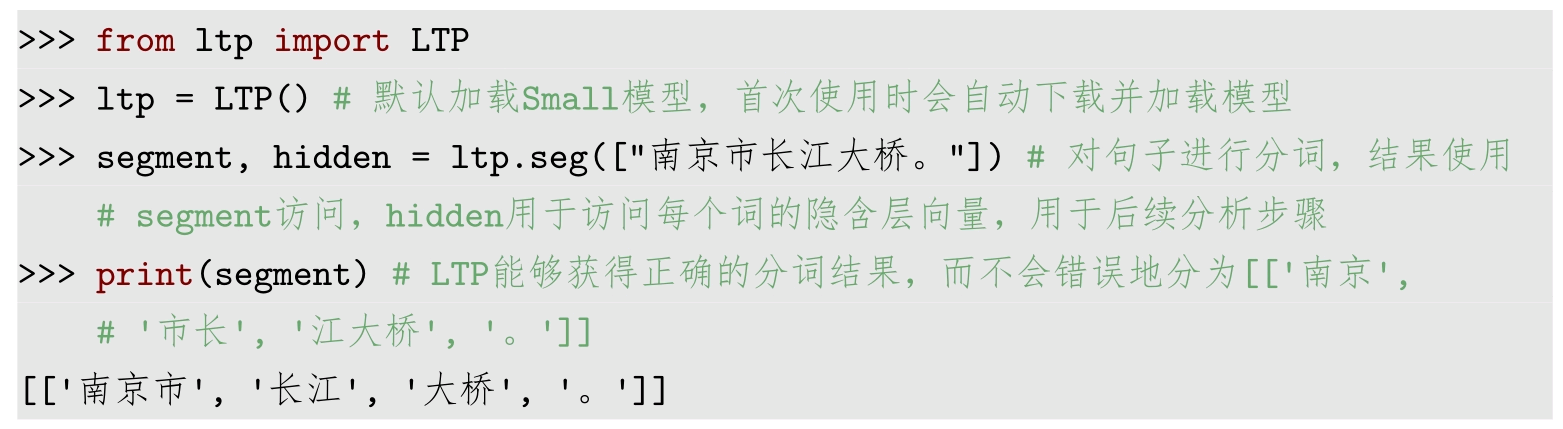 >>> from ltp import LTP
>>> ltp = LTP() # 默认加载Small模型，首次使用时会自动下载并加载模型
>>> segment, hidden = ltp.seg(["南京市长江大桥。"]) # 对句子进行分词，结果使用
# segment访问，hidden用于访问每个词的隐含层向量，用于后续分析步骤
>>> print(segment) # LTP能够获得正确的分词结果，而不会错误地分为[['南京',
# '市长', '江大桥', '。']]
[['南京市', '长江', '大桥', '。']]